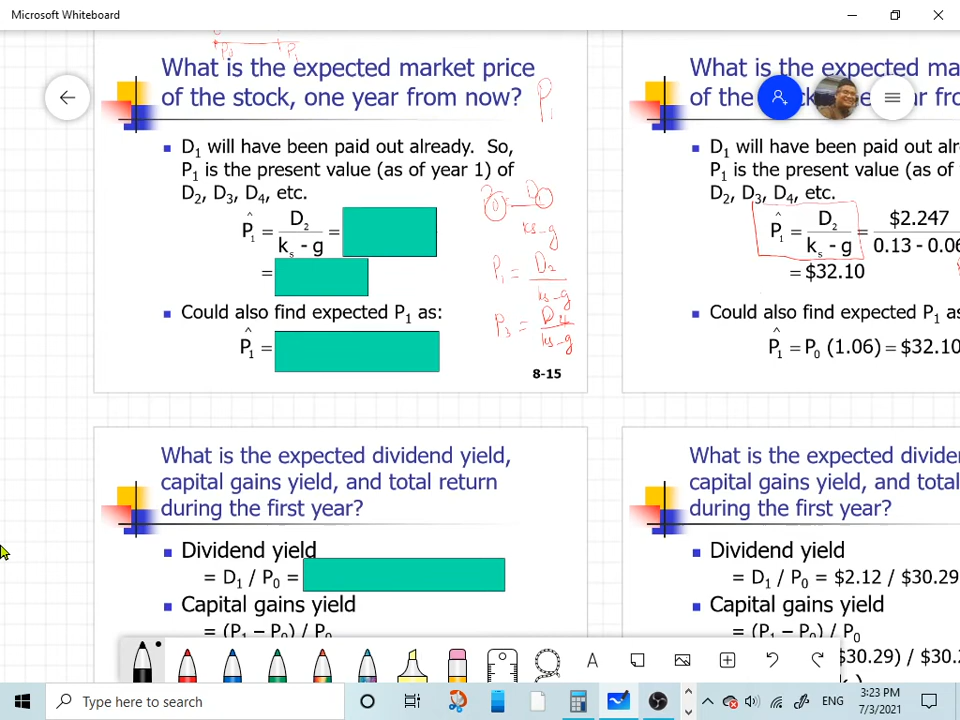 Microsoft Whiteboard
P0
P1
What is the expected market price
of the stock, one year from now?
P1
D1 will have been paid out already. So,
P1 is the present value (as of year 1) of
D2, D3, D4, etc.
^
P1 = D2 / ks - g =
=
Could also find expected P1 as:
^
P1 =
8-15
ks-g
P1 = D2 / ks-g
P3 = D4 / ks-g
What is the expected ma
of the
D1 will have been paid out alr
P1 is the present value (as of
D2, D3, D4, etc.
^
P1 = D2 / ks - g = $2.247 / 0.13 - 0.06
= $32.10
Could also find expected P1 as
^
P1 = P0 (1.06) = $32.10
What is the expected dividend yield,
capital gains yield, and total return
during the first year?
Dividend yield
= D1 / P0 =
Capital gains yield
= (P1 – P0) / P0
What is the expected divide
capital gains yield, and total
during the first year?
Dividend yield
= D1 / P0 = $2.12 / $30.29
Capital gains yield
= (P1 – P0) / P0
$30.29) / $30.2
Type here to search
ENG
3:23 PM
7/3/2021